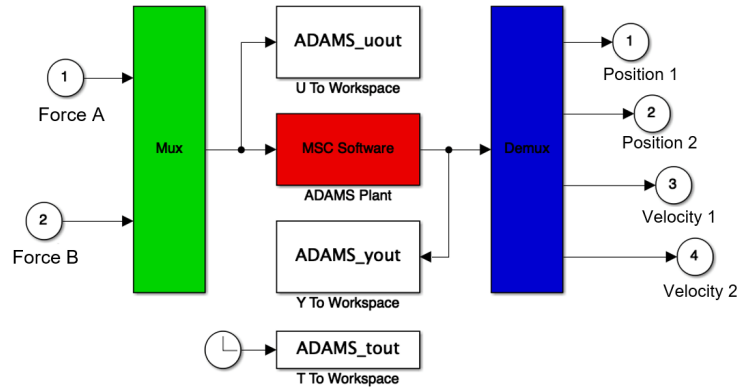 1
Force A
2
Force B
Mux
ADAMS_uout
U To Workspace
MSC Software
ADAMS Plant
ADAMS_yout
Y To Workspace
ADAMS_tout
T To Workspace
Demux
1
Position 1
2
Position 2
3
Velocity 1
4
Velocity 2